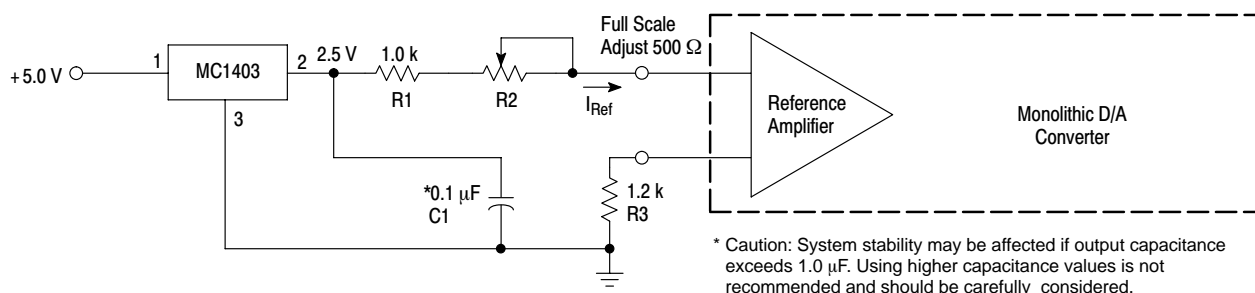 +5.0 V
1
MC1403
2
3
2.5 V
1.0 k
R1
R2
I Ref
Full Scale
Adjust 500 Ω
Reference
Amplifier
Monolithic D/A
Converter
*0.1 µF
C1
1.2 k
R3
* Caution: System stability may be affected if output capacitance
exceeds 1.0 µF. Using higher capacitance values is not
recommended and should be carefully considered.